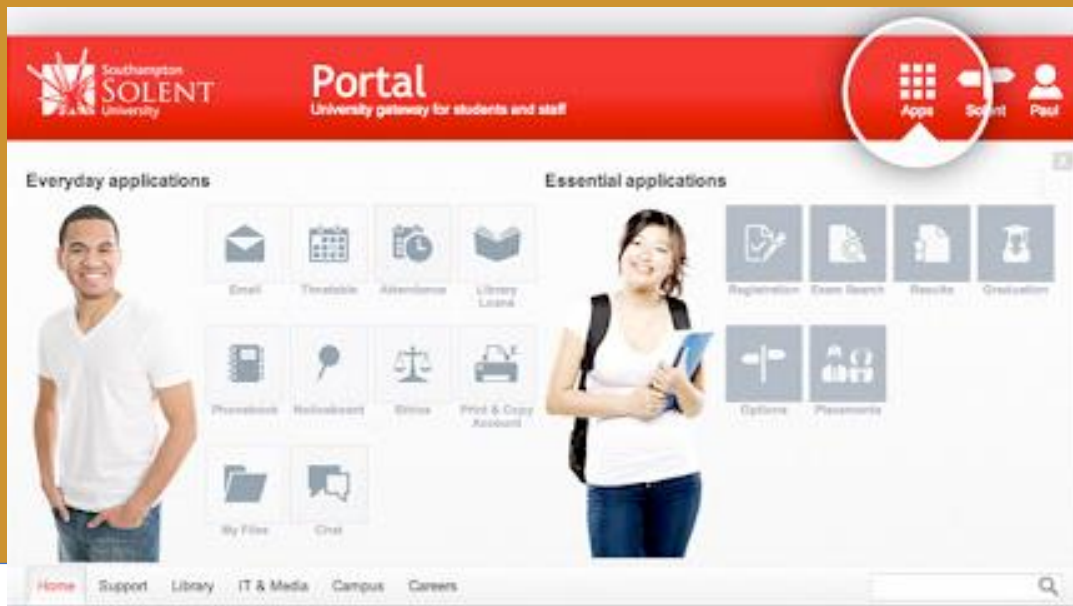 Southampton
SOLENT
University
Portal
University gateway for students and staff
Apps
Solent
Paul
Everyday applications
Essential applications
Email
Timetable
Attendance
Library
Loans
Registration
Exam Search
Results
Graduation
Phonebook
Noticeboard
Ethics
Print & Copy
Account
Options
Placements
My Files
Chat
Home
Support
Library
IT & Media
Campus
Careers